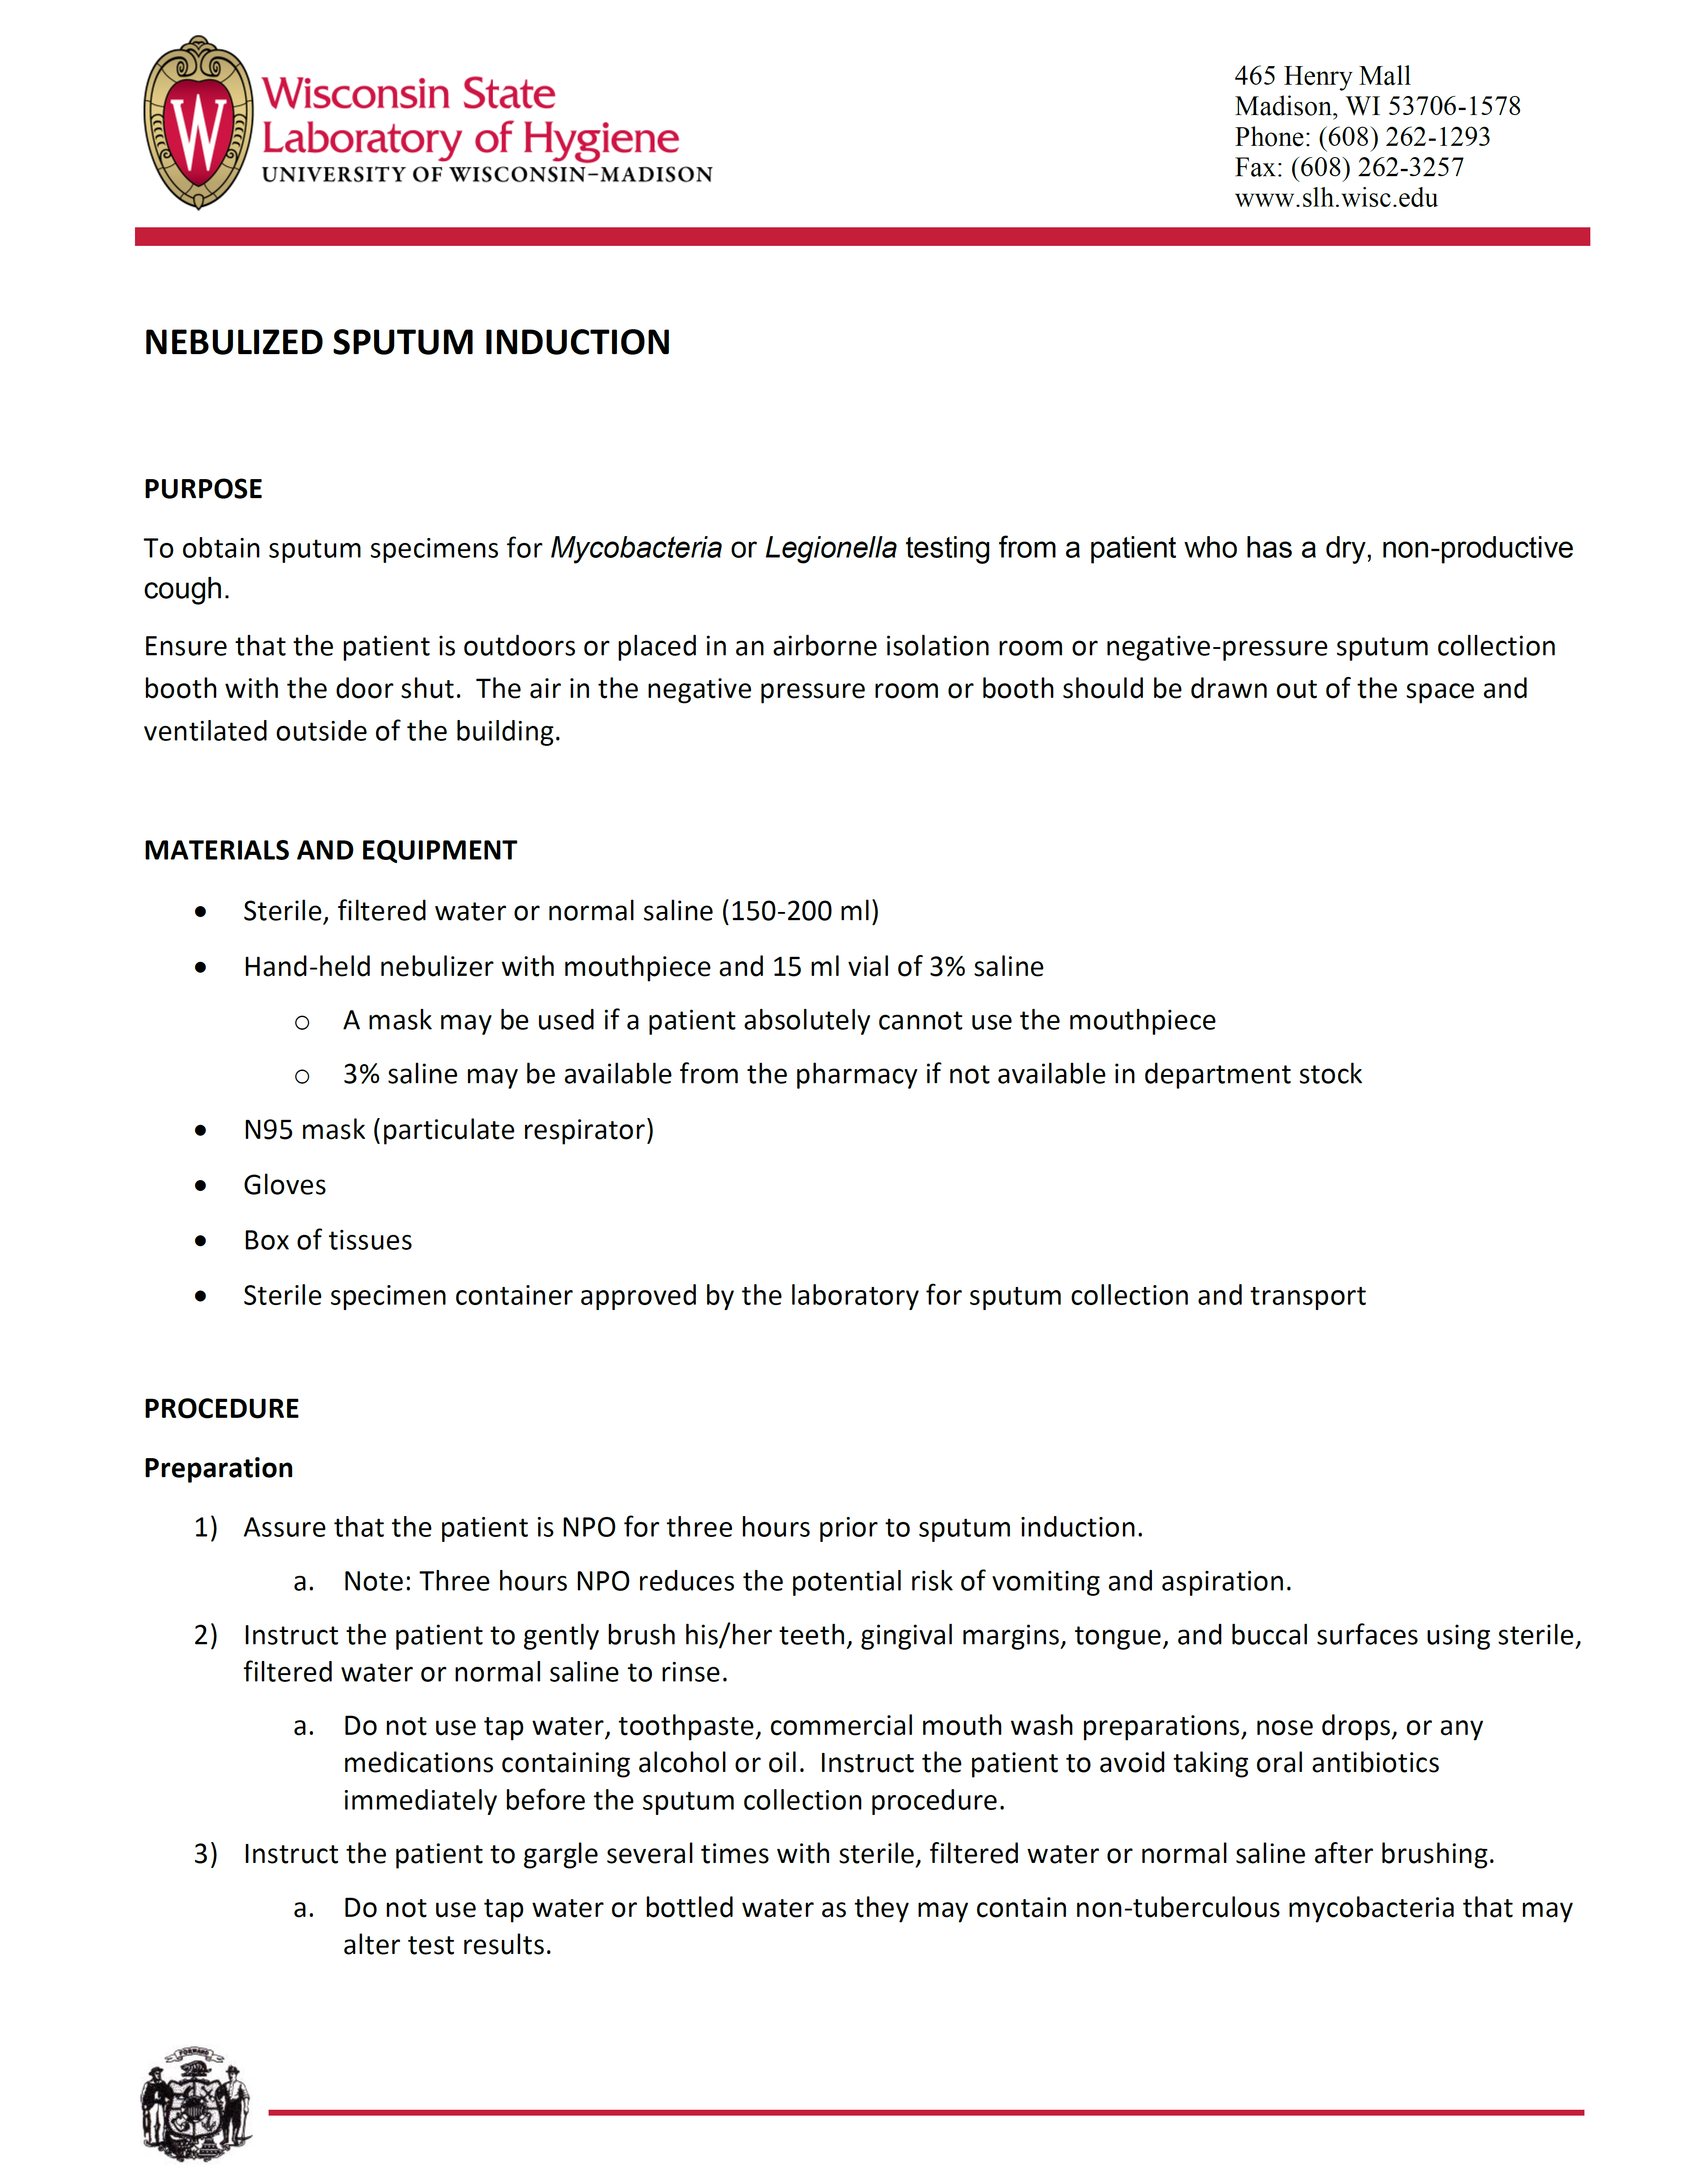 Wisconsin State
Laboratory of Hygiene
UNIVERSITY OF WISCONSIN–MADISON
W
465 Henry Mall
Madison, WI 53706-1578
Phone: (608) 262-1293
Fax: (608) 262-3257
www.slh.wisc.edu
NEBULIZED SPUTUM INDUCTION
PURPOSE
To obtain sputum specimens for Mycobacteria or Legionella testing from a patient who has a dry, non-productive
cough.
Ensure that the patient is outdoors or placed in an airborne isolation room or negative-pressure sputum collection
booth with the door shut.  The air in the negative pressure room or booth should be drawn out of the space and
ventilated outside of the building.
MATERIALS AND EQUIPMENT
• Sterile, filtered water or normal saline (150-200 ml)
• Hand-held nebulizer with mouthpiece and 15 ml vial of 3% saline
o A mask may be used if a patient absolutely cannot use the mouthpiece
o 3% saline may be available from the pharmacy if not available in department stock
• N95 mask (particulate respirator)
• Gloves
• Box of tissues
• Sterile specimen container approved by the laboratory for sputum collection and transport
PROCEDURE
Preparation
1) Assure that the patient is NPO for three hours prior to sputum induction.
a. Note: Three hours NPO reduces the potential risk of vomiting and aspiration.
2) Instruct the patient to gently brush his/her teeth, gingival margins, tongue, and buccal surfaces using sterile,
filtered water or normal saline to rinse.
a. Do not use tap water, toothpaste, commercial mouth wash preparations, nose drops, or any
medications containing alcohol or oil.  Instruct the patient to avoid taking oral antibiotics
immediately before the sputum collection procedure.
3) Instruct the patient to gargle several times with sterile, filtered water or normal saline after brushing.
a. Do not use tap water or bottled water as they may contain non-tuberculous mycobacteria that may
alter test results.
FORWARD